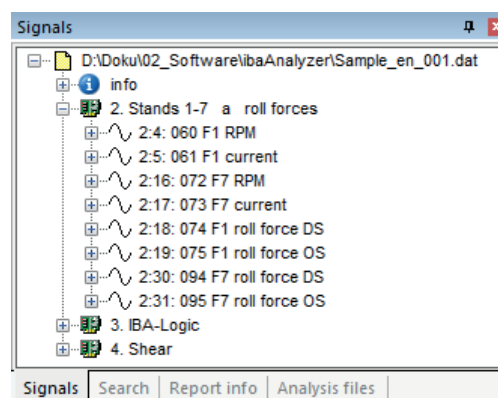 Signals
D:\Doku\02_Software\ibaAnalyzer\Sample_en_001.dat
info
2. Stands 1-7 a roll forces
2:4: 060 F1 RPM
2:5: 061 F1 current
2:16: 072 F7 RPM
2:17: 073 F7 current
2:18: 074 F1 roll force DS
2:19: 075 F1 roll force OS
2:30: 094 F7 roll force DS
2:31: 095 F7 roll force OS
3. IBA-Logic
4. Shear
Signals Search Report info Analysis files